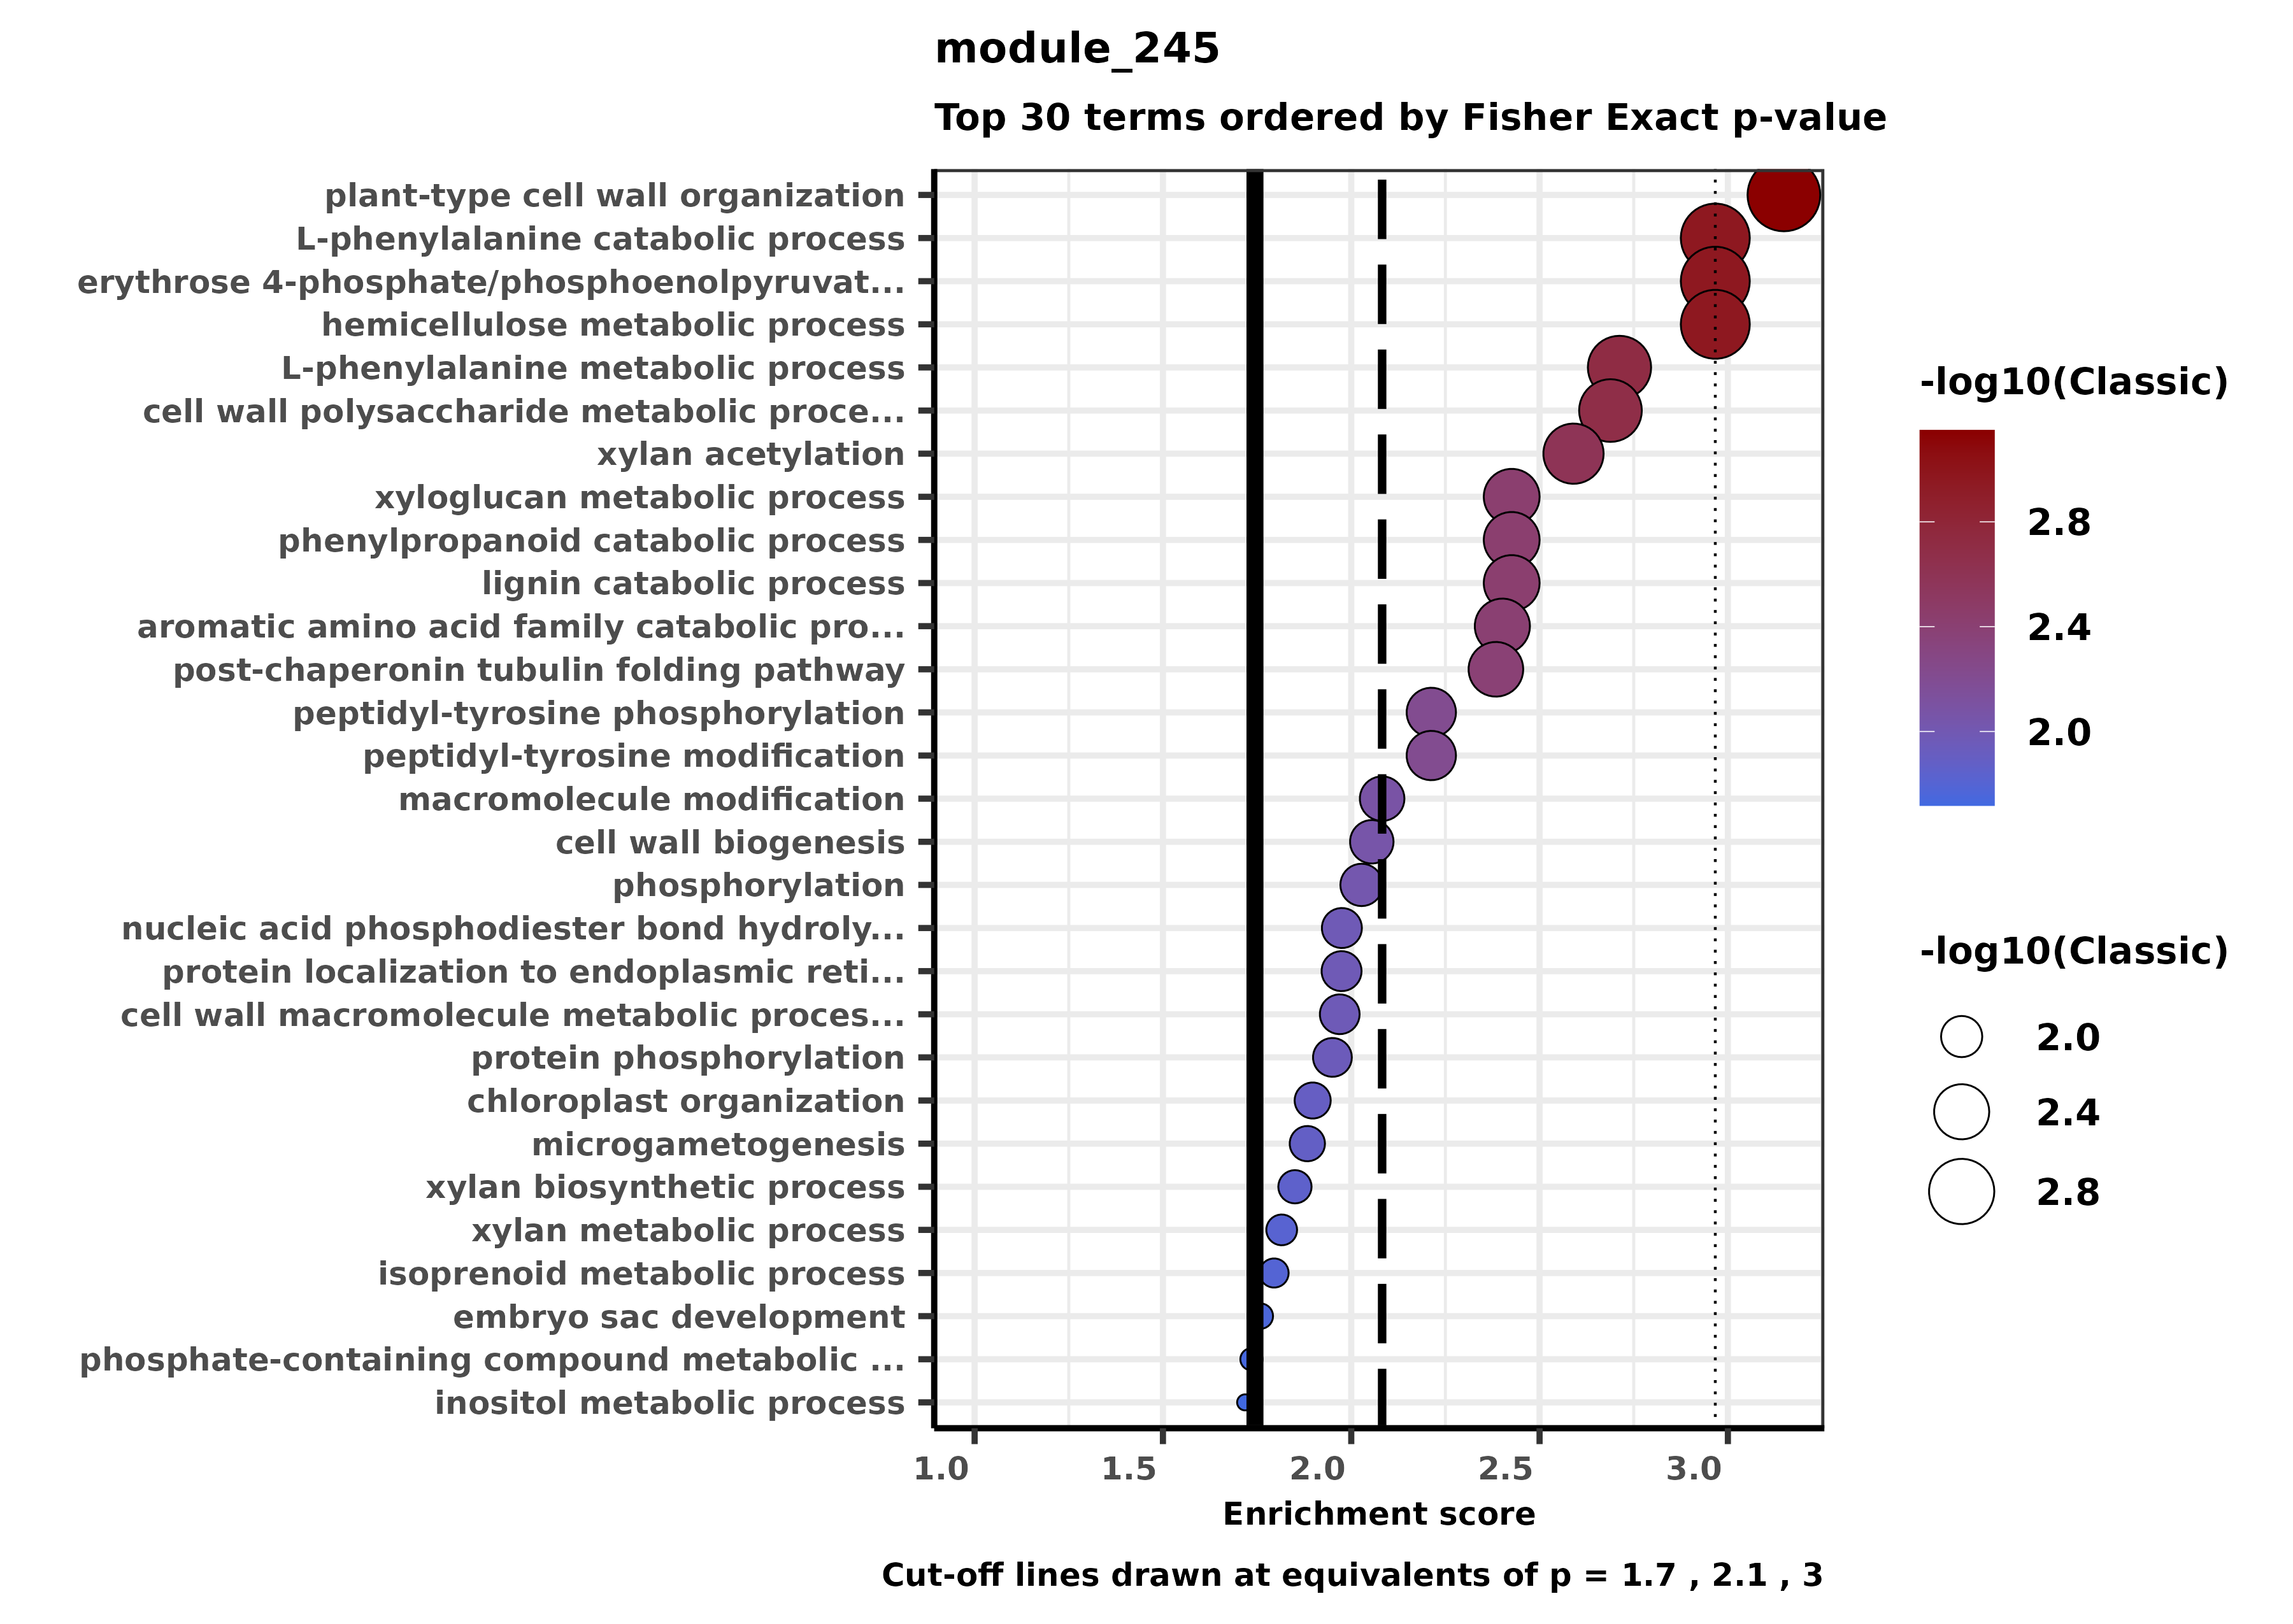 module_245
Top 30 terms ordered by Fisher Exact p-value
plant-type cell wall organization
L-phenylalanine catabolic process
erythrose 4-phosphate/phosphoenolpyruvat...
hemicellulose metabolic process
L-phenylalanine metabolic process
cell wall polysaccharide metabolic proce...
xylan acetylation
xyloglucan metabolic process
phenylpropanoid catabolic process
lignin catabolic process
aromatic amino acid family catabolic pro...
post-chaperonin tubulin folding pathway
peptidyl-tyrosine phosphorylation
peptidyl-tyrosine modification
macromolecule modification
cell wall biogenesis
phosphorylation
nucleic acid phosphodiester bond hydroly...
protein localization to endoplasmic reti...
cell wall macromolecule metabolic proces...
protein phosphorylation
chloroplast organization
microgametogenesis
xylan biosynthetic process
xylan metabolic process
isoprenoid metabolic process
embryo sac development
phosphate-containing compound metabolic ...
inositol metabolic process
1.0 1.5 2.0 2.5 3.0
Enrichment score
Cut-off lines drawn at equivalents of p = 1.7 , 2.1 , 3
-log10(Classic)
2.8
2.4
2.0
-log10(Classic)
2.0
2.4
2.8